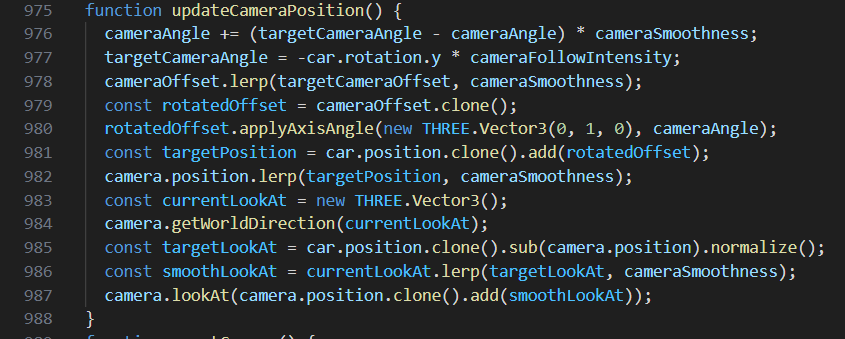 975 function updateCameraPosition() {
976 cameraAngle += (targetCameraAngle - cameraAngle) * cameraSmoothness;
977 targetCameraAngle = -car.rotation.y * cameraFollowIntensity;
978 cameraOffset.lerp(targetCameraOffset, cameraSmoothness);
979 const rotatedOffset = cameraOffset.clone();
980 rotatedOffset.applyAxisAngle(new THREE.Vector3(0, 1, 0), cameraAngle);
981 const targetPosition = car.position.clone().add(rotatedOffset);
982 camera.position.lerp(targetPosition, cameraSmoothness);
983 const currentLookAt = new THREE.Vector3();
984 camera.getWorldDirection(currentLookAt);
985 const targetLookAt = car.position.clone().sub(camera.position).normalize();
986 const smoothLookAt = currentLookAt.lerp(targetLookAt, cameraSmoothness);
987 camera.lookAt(camera.position.clone().add(smoothLookAt));
988 }